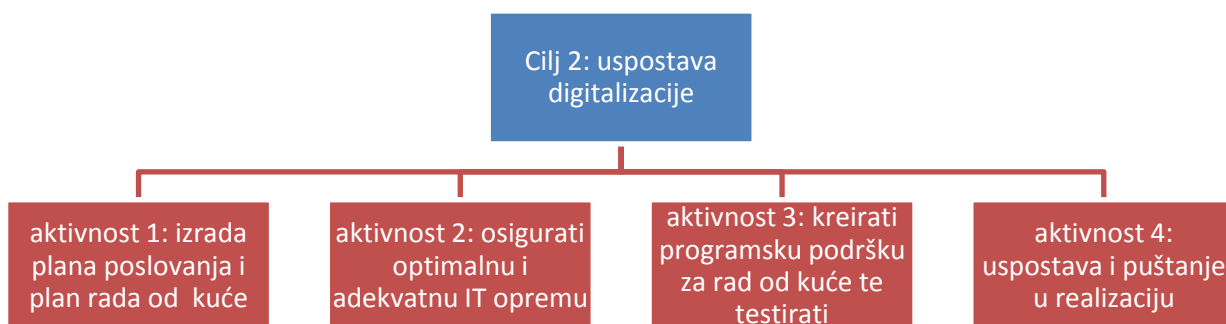 Cilj 2: uspostava
digitalizacije
aktivnost 1: izrada
plana poslovanja i
plan rada od  kuće
aktivnost 2: osigurati
optimalnu i
adekvatnu IT opremu
aktivnost 3: kreirati
programsku podršku
za rad od kuće te
testirati
aktivnost 4:
uspostava i puštanje
u realizaciju